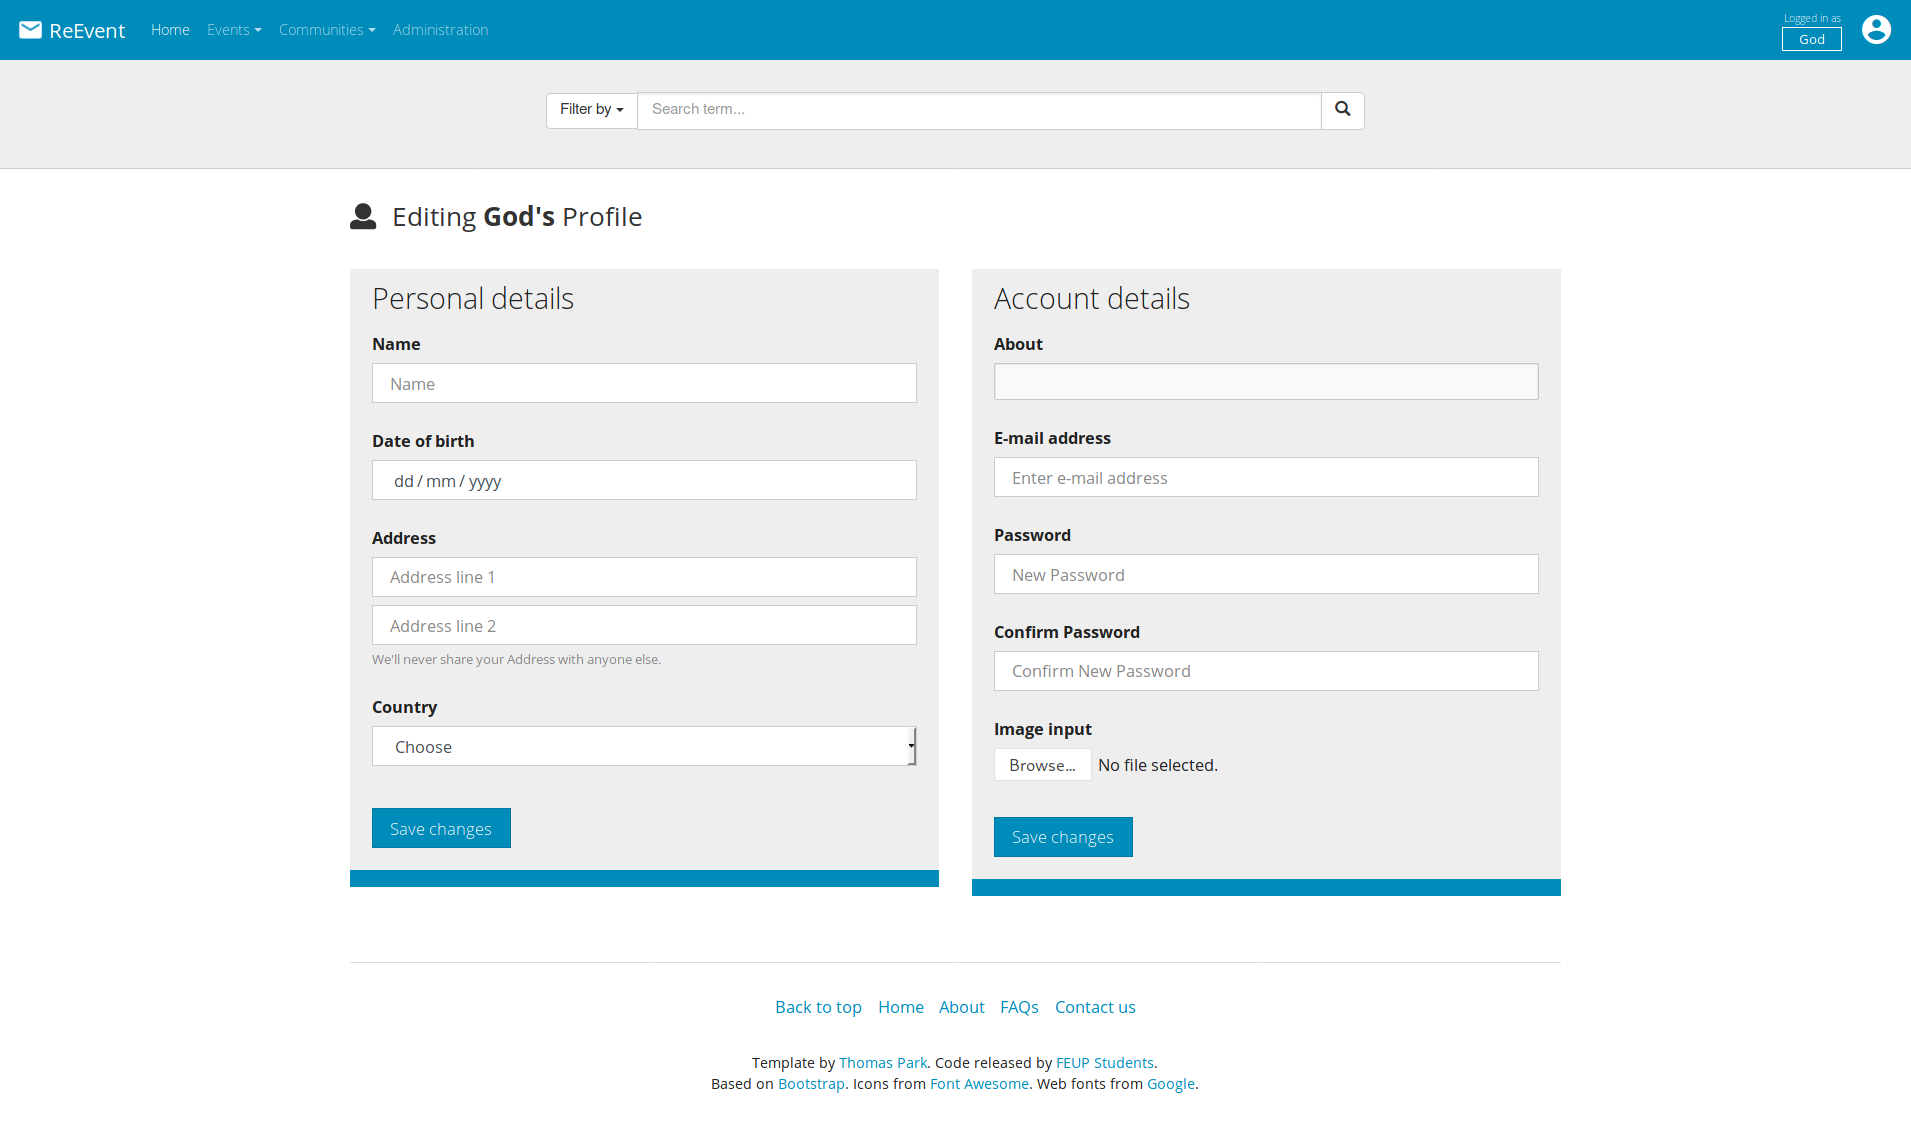 ReEvent Home Events Communities Administration
Logged in as
God
Filter by Search term...
Editing God's Profile
Personal details
Name
Name
Date of birth
dd / mm / yyyy
Address
Address line 1
Address line 2
We'll never share your Address with anyone else.
Country
Choose
Save changes
Account details
About
E-mail address
Enter e-mail address
Password
New Password
Confirm Password
Confirm New Password
Image input
Browse... No file selected.
Save changes
Back to top Home About FAQs Contact us
Template by Thomas Park. Code released by FEUP Students.
Based on Bootstrap. Icons from Font Awesome. Web fonts from Google.